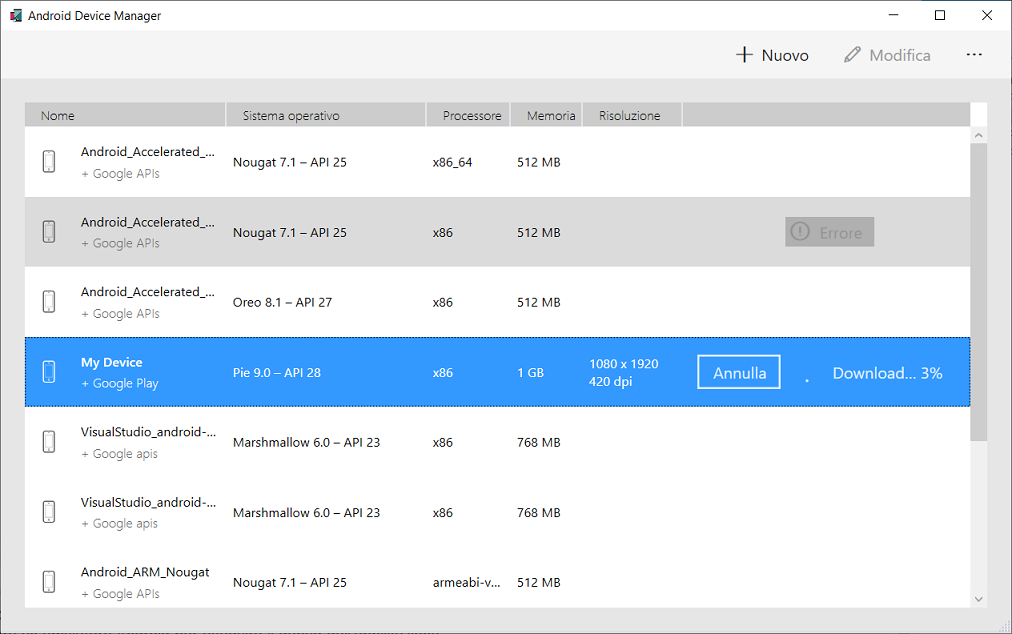 Android Device Manager
Nuovo
Modifica
Nome Sistema operativo Processore Memoria Risoluzione
Android_Accelerated_...
+ Google APIs
Nougat 7.1 – API 25 x86_64 512 MB
Android_Accelerated_...
+ Google APIs
Nougat 7.1 – API 25 x86 512 MB
Errore
Android_Accelerated_...
+ Google APIs
Oreo 8.1 – API 27 x86 512 MB
My Device
+ Google Play
Pie 9.0 – API 28 x86 1 GB
1080 x 1920
420 dpi
Annulla
Download... 3%
VisualStudio_android-...
+ Google apis
Marshmallow 6.0 – API 23 x86 768 MB
VisualStudio_android-...
+ Google apis
Marshmallow 6.0 – API 23 x86 768 MB
Android_ARM_Nougat
+ Google APIs
Nougat 7.1 – API 25 armeabi-v... 512 MB